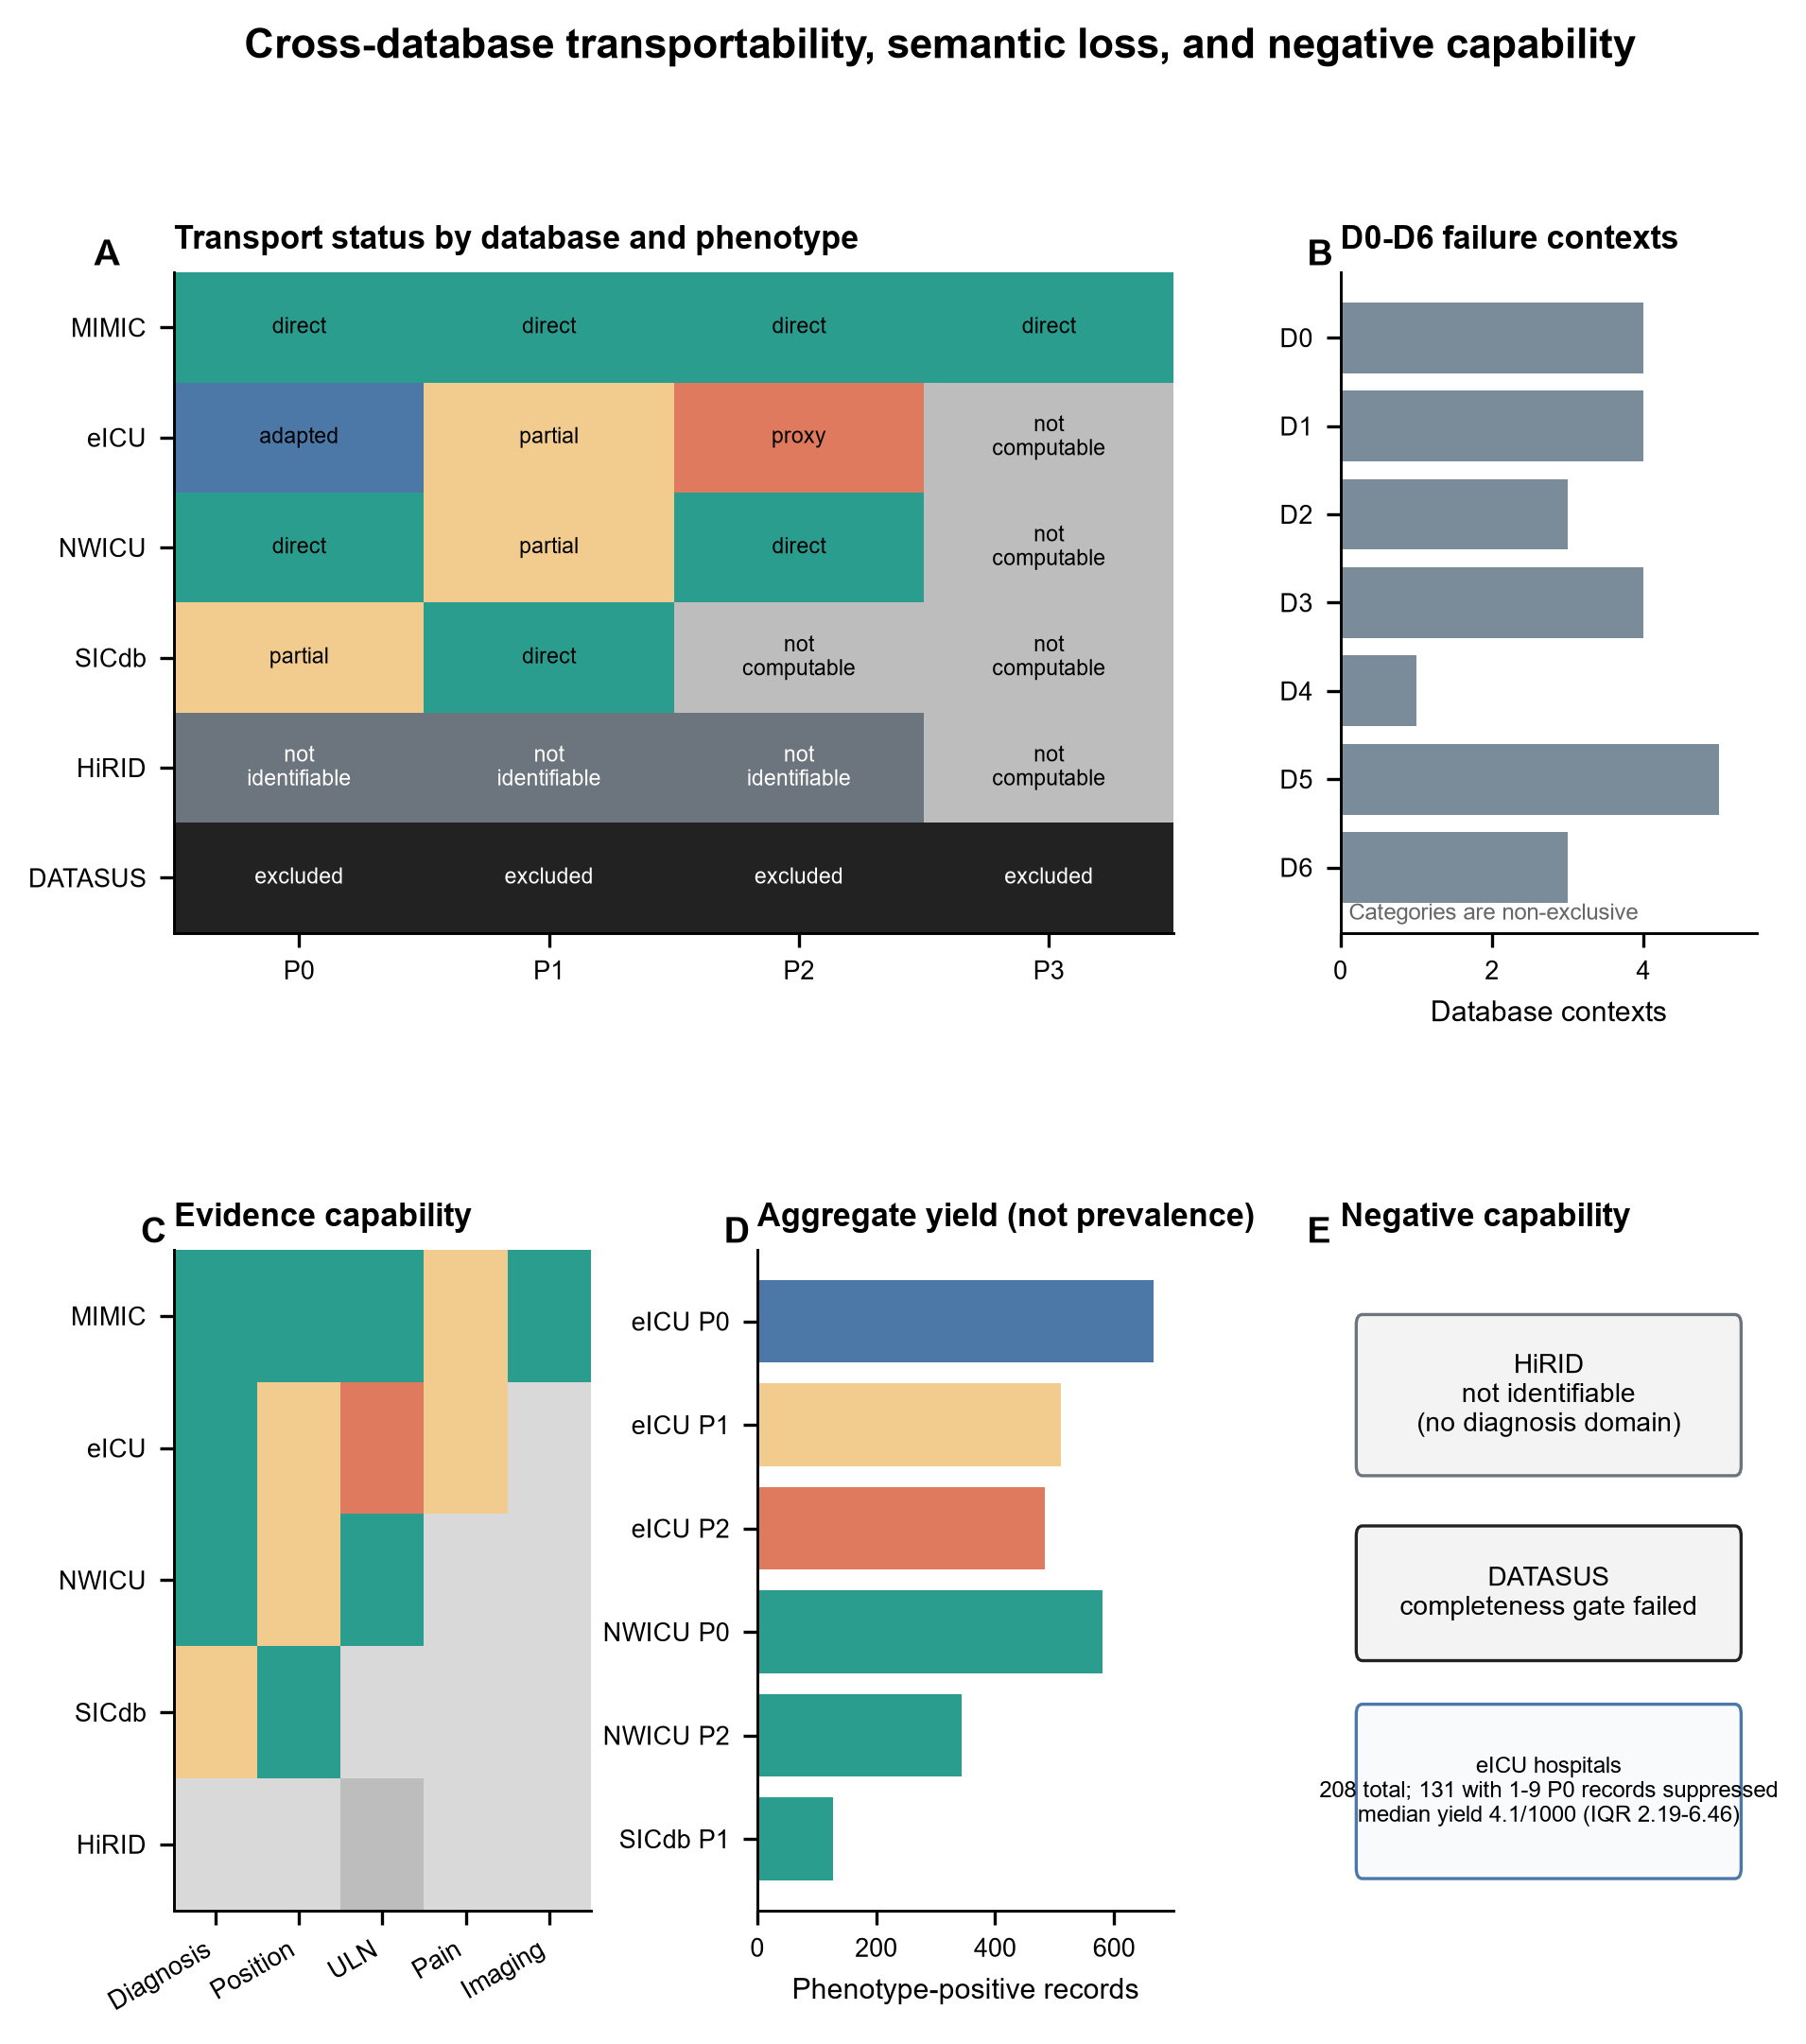 Cross-database transportability, semantic loss, and negative capability
A
Transport status by database and phenotype
MIMIC
direct
direct
direct
direct
eICU
adapted
partial
proxy
not
computable
NWICU
direct
partial
direct
not
computable
SICdb
partial
direct
not
computable
not
computable
HiRID
not
identifiable
not
identifiable
not
identifiable
not
computable
DATASUS
excluded
excluded
excluded
excluded
P0
P1
P2
P3
B
D0-D6 failure contexts
D0
D1
D2
D3
D4
D5
D6
Categories are non-exclusive
0
2
4
Database contexts
C
Evidence capability
MIMIC
eICU
NWICU
SICdb
HiRID
Diagnosis
Position
ULN
Pain
Imaging
D
Aggregate yield (not prevalence)
eICU P0
eICU P1
eICU P2
NWICU P0
NWICU P2
SICdb P1
0
200
400
600
Phenotype-positive records
E
Negative capability
HiRID
not identifiable
(no diagnosis domain)
DATASUS
completeness gate failed
eICU hospitals
208 total; 131 with 1-9 P0 records suppressed
median yield 4.1/1000 (IQR 2.19-6.46)